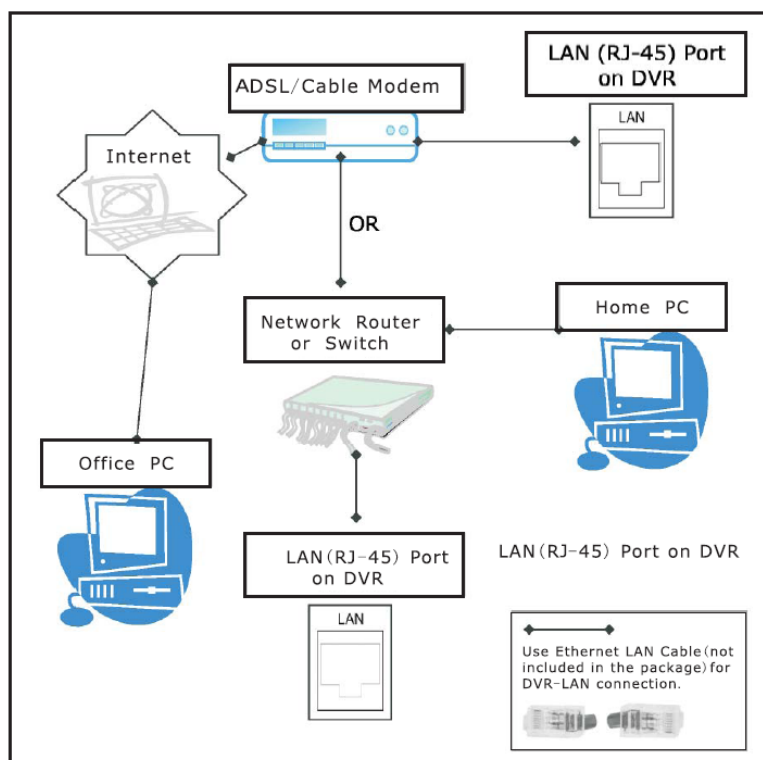 LAN (RJ-45) Port
on DVR
ADSL/Cable Modem
LAN
Internet
OR
Network Router
or Switch
Home PC
Office PC
LAN(RJ-45) Port
on DVR
LAN
LAN(RJ-45) Port on DVR
Use Ethernet LAN Cable(not
included in the package)for
DVR-LAN connection.